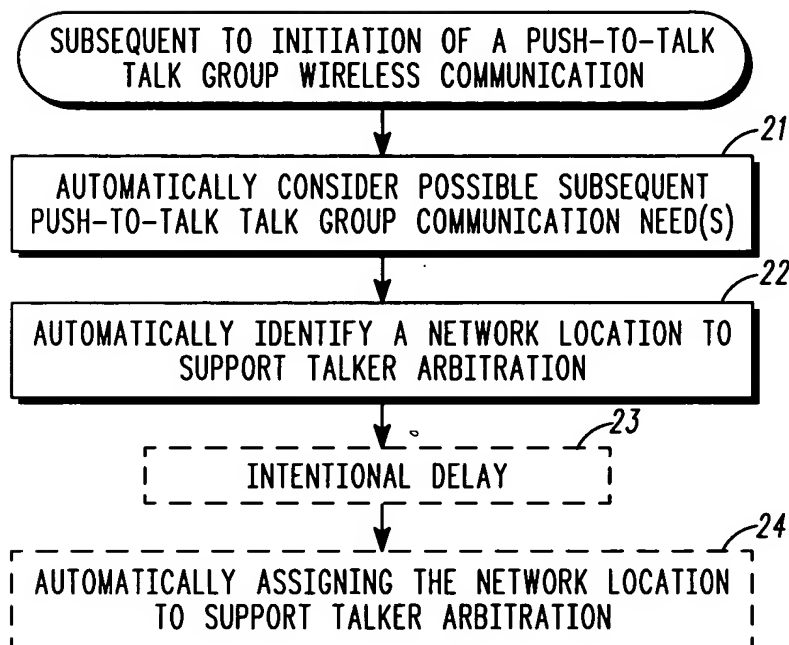 SUBSEQUENT TO INITIATION OF A PUSH-TO-TALK
TALK GROUP WIRELESS COMMUNICATION
21
AUTOMATICALLY CONSIDER POSSIBLE SUBSEQUENT
PUSH-TO-TALK TALK GROUP COMMUNICATION NEED(S)
22
AUTOMATICALLY IDENTIFY A NETWORK LOCATION TO
SUPPORT TALKER ARBITRATION
23
INTENTIONAL DELAY
24
AUTOMATICALLY ASSIGNING THE NETWORK LOCATION
TO SUPPORT TALKER ARBITRATION